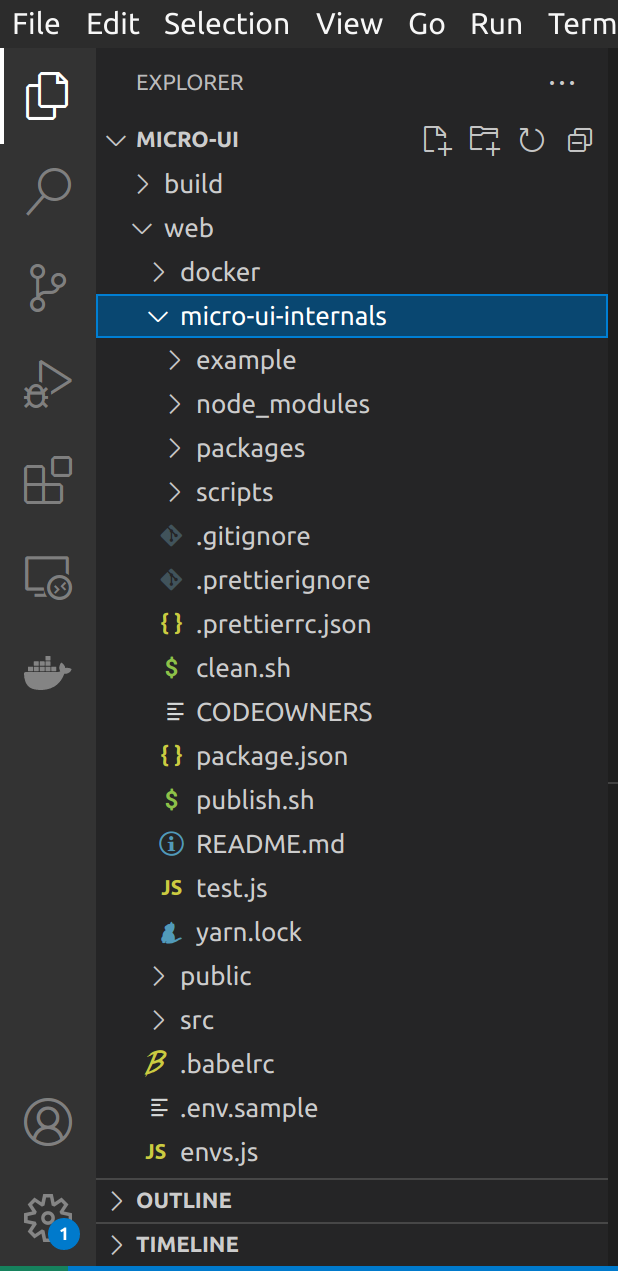 File Edit Selection View Go Run Term
EXPLORER
MICRO-UI
build
web
docker
micro-ui-internals
example
node_modules
packages
scripts
.gitignore
.prettierignore
{ } .prettierrc.json
$ clean.sh
CODEOWNERS
{ } package.json
$ publish.sh
README.md
JS test.js
yarn.lock
public
src
B .babelrc
.env.sample
JS envs.js
OUTLINE
1
TIMELINE